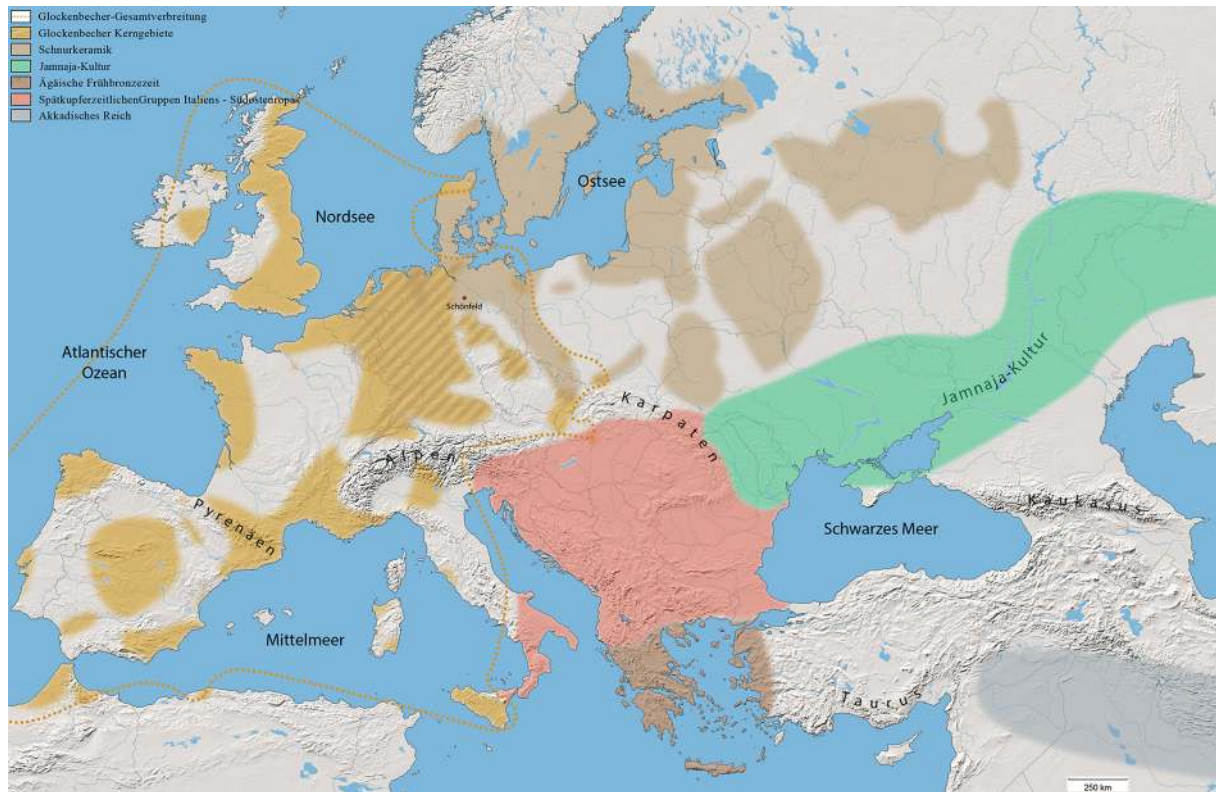 Glockenbecher-Gesamtverbreitung
Glockenbecher Kerngebiete
Schnurkeramik
Jamnaja-Kultur
Ägäische Frühbronzezeit
SpätkupferzeitlichenGruppen Italiens - Südosteuropas
Akkadisches Reich
Ostsee
Nordsee
Schönfeld
Atlantischer
Ozean
Jamnaja-Kultur
Karpaten
Alpen
Pyrenäen
Kaukasus
Schwarzes Meer
Mittelmeer
Taurus
250 km